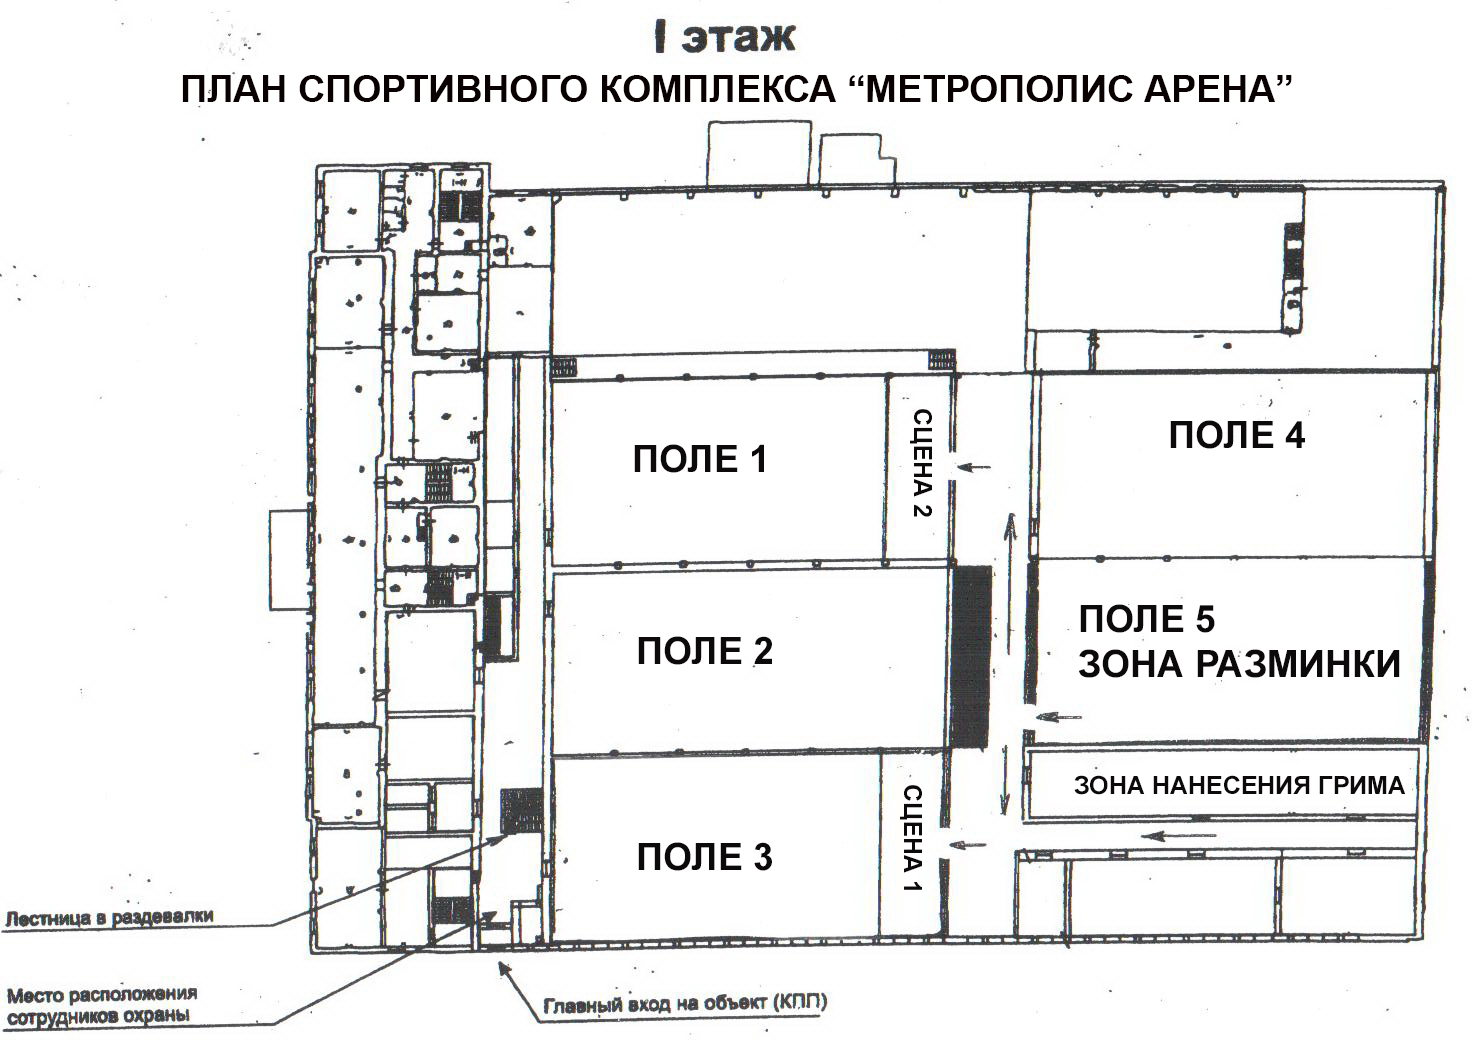 I этаж
ПЛАН СПОРТИВНОГО КОМПЛЕКСА “МЕТРОПОЛИС АРЕНА”
ПОЛЕ 1
СЦЕНА 2
ПОЛЕ 4
ПОЛЕ 2
ПОЛЕ 5
ЗОНА РАЗМИНКИ
ЗОНА НАНЕСЕНИЯ ГРИМА
ПОЛЕ 3
СЦЕНА 1
Лестница в раздевалки
Место расположения
сотрудников охраны
Главный вход на объект (КПП)